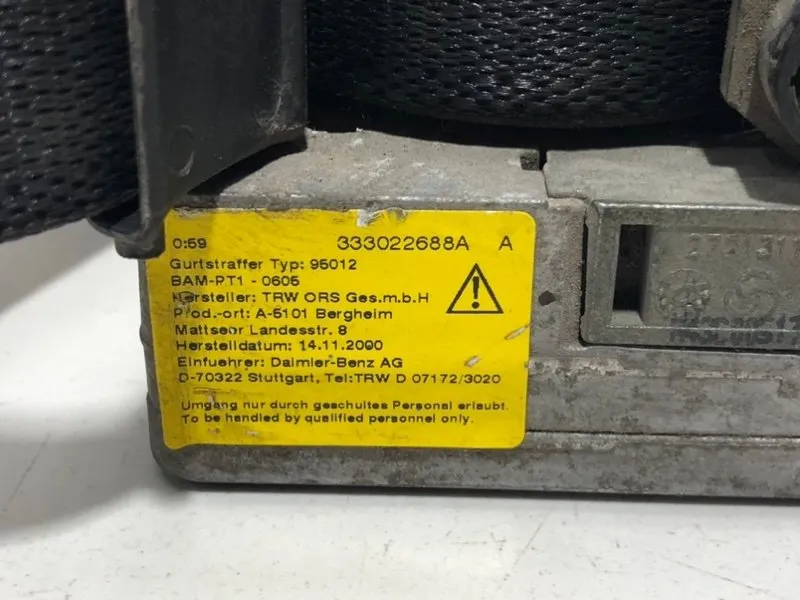 0:59 333022688A A
Gurtstraffer Typ: 95012
BAM-PT1 - 0605
Hersteller: TRW ORS Ges.m.b.H
Prod.-ort: A-5101 Bergheim
Mattseer Landesstr. 8
Herstelldatum: 14.11.2000
Einfuehrer: Daimler-Benz AG
D-70322 Stuttgart, Tel:TRW D 07172/3020
Umgang nur durch geschultes Personal erlaubt.
To be handled by qualified personnel only.